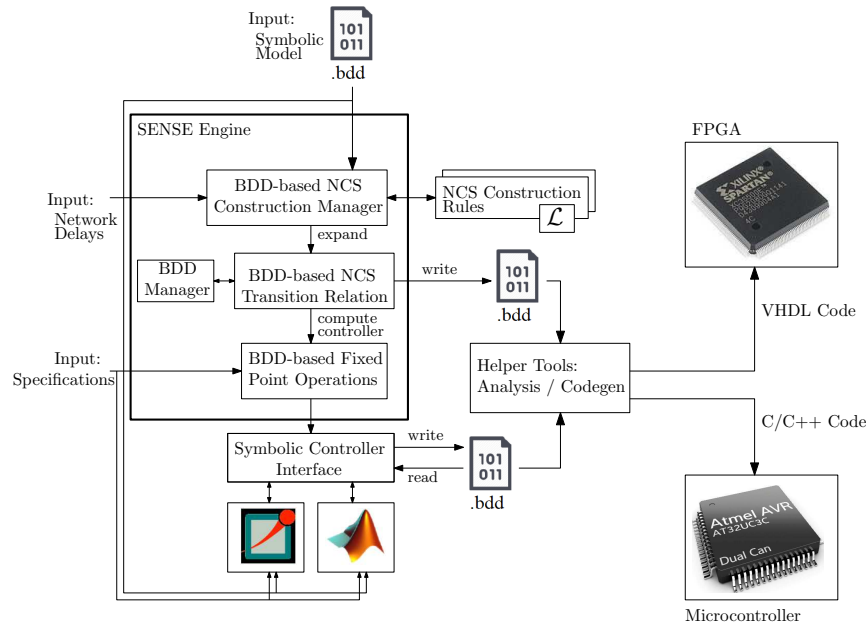 Input:
Symbolic
Model
101
011
.bdd
SENSE Engine
FPGA
XILINX®
SPARTAN™
4C
BDD-based NCS
Construction Manager
NCS Construction
Rules
ℒ
Input:
Network
Delays
expand
BDD
Manager
BDD-based NCS
Transition Relation
write
101
011
.bdd
compute
controller
VHDL Code
Input:
Specifications
BDD-based Fixed
Point Operations
Helper Tools:
Analysis / Codegen
C/C++ Code
Symbolic Controller
Interface
write
read
101
011
.bdd
Atmel AVR
AT32UC3C
Dual Can
Microcontroller